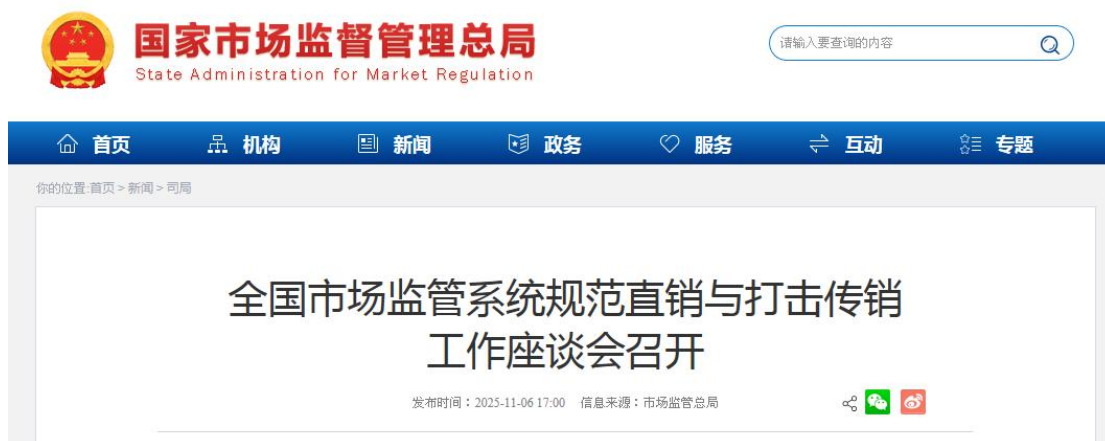 国家市场监督管理总局
State Administration for Market Regulation
请输入要查询的内容
首页 机构 新闻 政务 服务 互动 专题
你的位置:首页 > 新闻 > 司局
全国市场监管系统规范直销与打击传销
工作座谈会召开
发布时间：2025-11-06 17:00 信息来源：市场监管总局